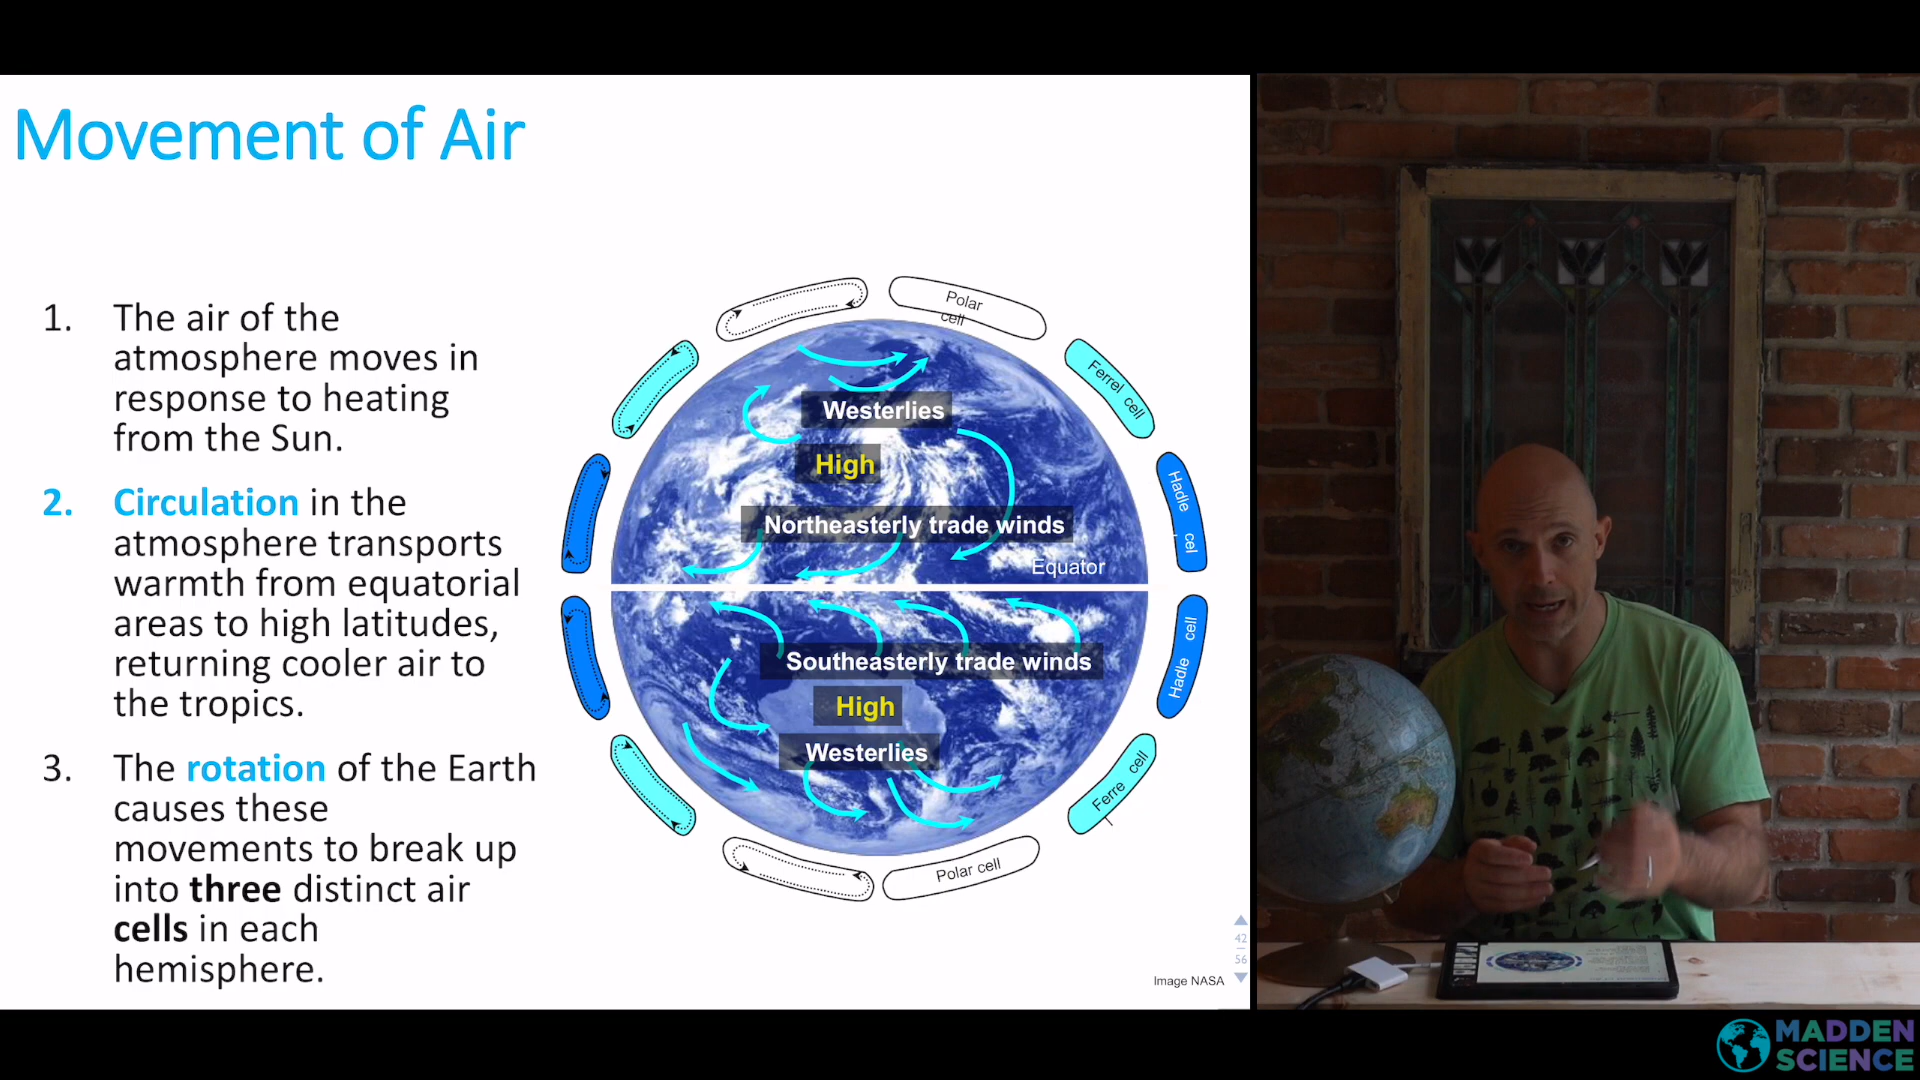 Movement of Air
1. The air of the
atmosphere moves in
response to heating
from the Sun.
2. Circulation in the
atmosphere transports
warmth from equatorial
areas to high latitudes,
returning cooler air to
the tropics.
3. The rotation of the Earth
causes these
movements to break up
into three distinct air
cells in each
hemisphere.
Polar
cell
Ferrel cell
Hadle
cel
Westerlies
High
Northeasterly trade winds
Equator
Southeasterly trade winds
High
Westerlies
Hadle cell
Ferre cell
Polar cell
42
56
Image NASA
MADDEN
SCIENCE